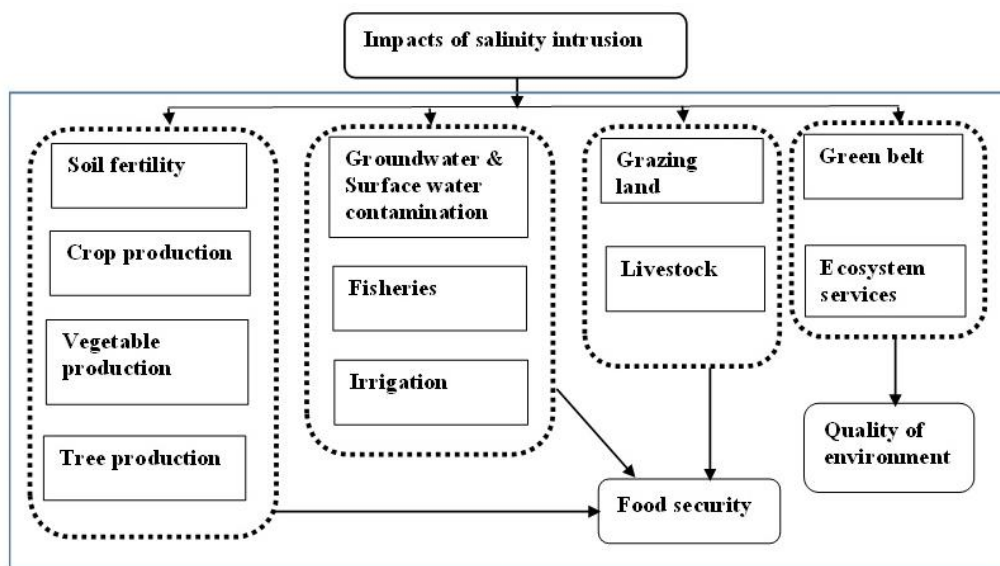 Impacts of salinity intrusion
Soil fertility
Crop production
Vegetable
production
Tree production
Groundwater &
Surface water
contamination
Fisheries
Irrigation
Grazing
land
Livestock
Green belt
Ecosystem
services
Quality of
environment
Food security